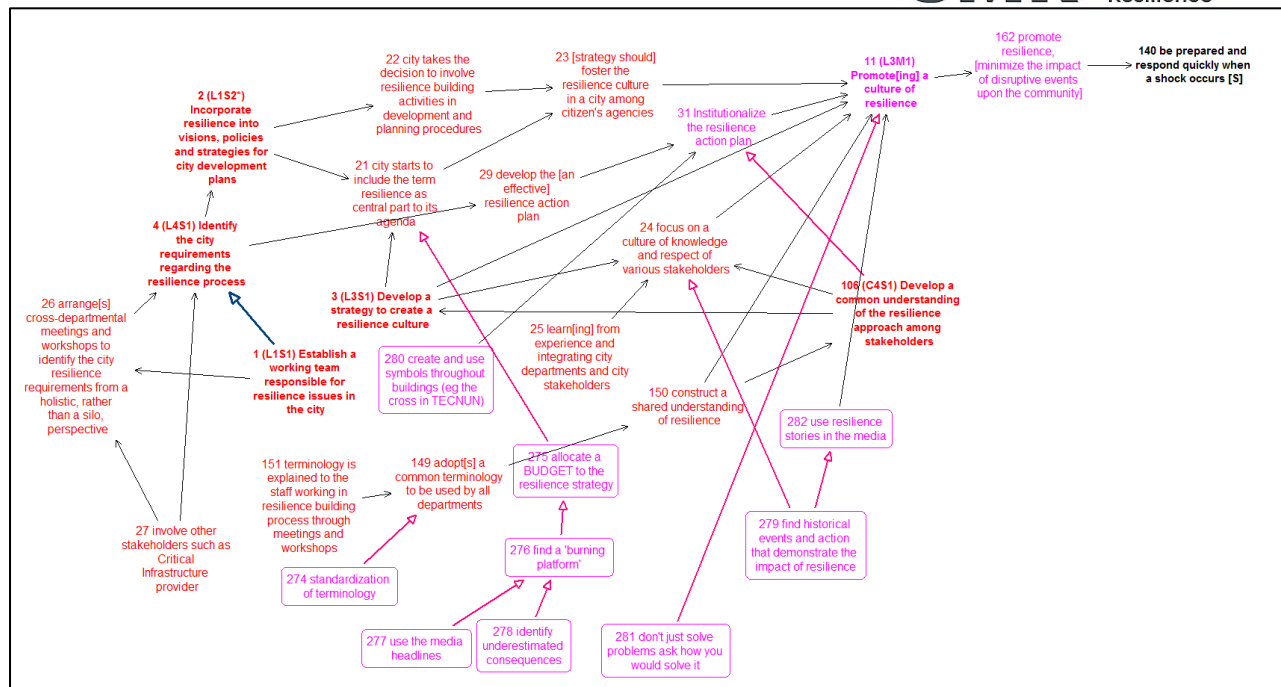 Resilience
162 promote
resilience,
[minimize the impact
of disruptive events
upon the community]
140 be prepared and
respond quickly when
a shock occurs [S]
11 (L3M1)
Promote[ing] a
culture of
resilience
23 [strategy should]
foster the
resilience culture
in a city among
citizen's agencies
22 city takes the
decision to involve
resilience building
activities in
development and
planning procedures
2 (L1S2*)
Incorporate
resilience into
visions, policies
and strategies for
city development
plans
31 Institutionalize
the resilience
action plan
21 city starts to
include the term
resilience as
central part to its
agenda
29 develop the [an
effective]
resilience action
plan
4 (L4S1) Identify
the city
requirements
regarding the
resilience process
24 focus on a
culture of knowledge
and respect of
various stakeholders
3 (L3S1) Develop a
strategy to create a
resilience culture
106 (C4S1) Develop a
common understanding
of the resilience
approach among
stakeholders
26 arrange[s]
cross-departmental
meetings and
workshops to
identify the city
resilience
requirements from a
holistic, rather
than a silo,
perspective
1 (L1S1) Establish a
working team
responsible for
resilience issues in
the city
280 create and use
symbols throughout
buildings (eg the
cross in TECNUN)
25 learn[ing] from
experience and
integrating city
departments and city
stakeholders
150 construct a
shared understanding
of resilience
282 use resilience
stories in the media
151 terminology is
explained to the
staff working in
resilience building
process through
meetings and
workshops
149 adopt[s] a
common terminology
to be used by all
departments
275 allocate a
BUDGET to the
resilience strategy
27 involve other
stakeholders such as
Critical
Infrastructure
provider
274 standardization
of terminology
276 find a 'burning
platform'
279 find historical
events and action
that demonstrate the
impact of resilience
277 use the media
headlines
278 identify
underestimated
consequences
281 don't just solve
problems ask how you
would solve it